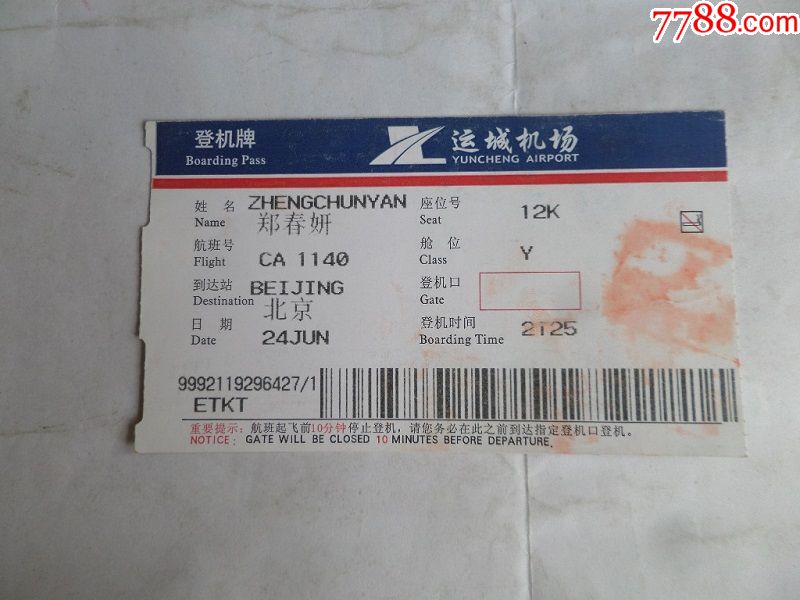 7788.com
登机牌
Boarding Pass
运城机场
YUNCHENG AIRPORT
姓 名 ZHENGCHUNYAN
Name 郑春妍
座位号 12K
Seat
航班号 CA 1140
Flight
舱 位 Y
Class
到达站 BEIJING
Destination 北京
登机口
Gate
日 期 24JUN
Date
登机时间 2125
Boarding Time
9992119296427/1
ETKT
重要提示: 航班起飞前10分钟停止登机, 请您务必在此之前到达指定登机口登机。
NOTICE: GATE WILL BE CLOSED 10 MINUTES BEFORE DEPARTURE.